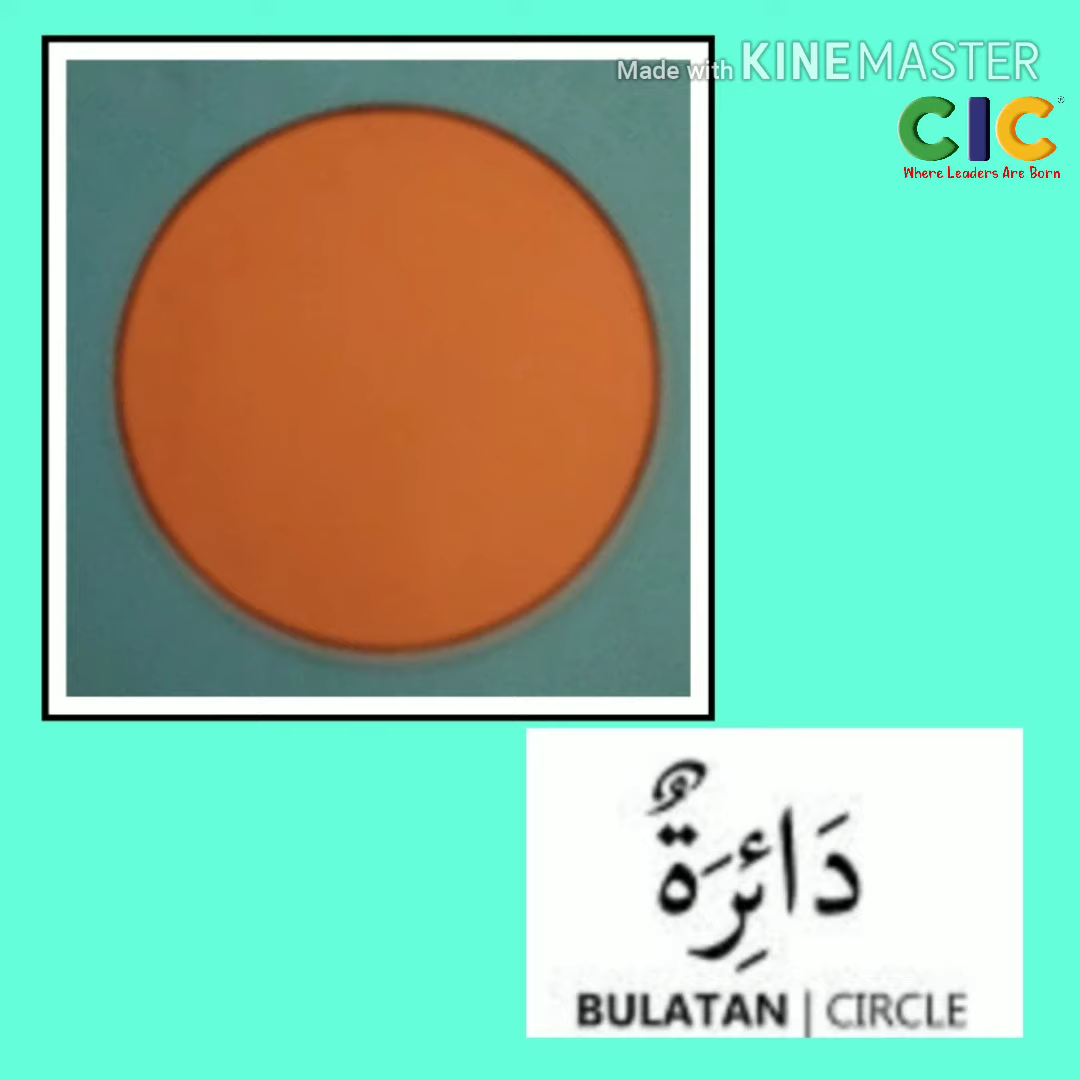 Made with KINEMASTER
CIC
Where Leaders Are Born
دَائِرَةٌ
BULATAN | CIRCLE